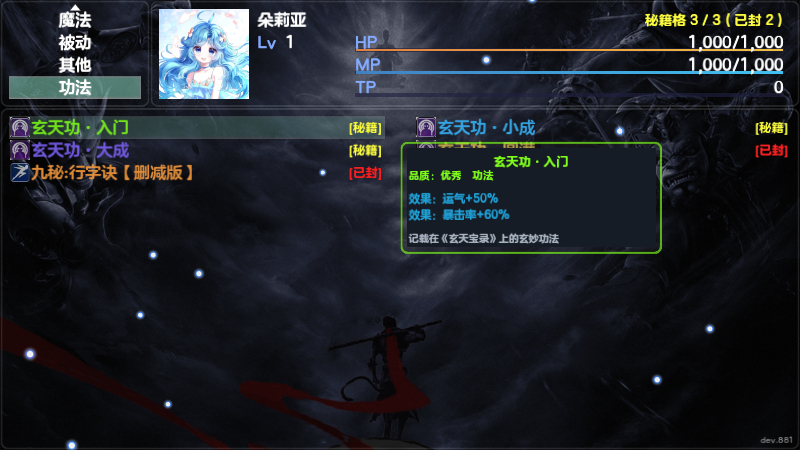 魔法
被动
其他
功法
朵莉亚
Lv 1
秘籍格 3 / 3 ( 已封 2 )
HP 1,000/1,000
MP 1,000/1,000
TP 0
玄天功·入门 [秘籍]
玄天功·小成 [秘籍]
玄天功·大成 [秘籍]
[已封]
九秘:行字诀【删减版】 [已封]
玄天功·入门
品质：优秀 功法
效果：运气+50%
效果：暴击率+60%
记载在《玄天宝录》上的玄妙功法
dev.881